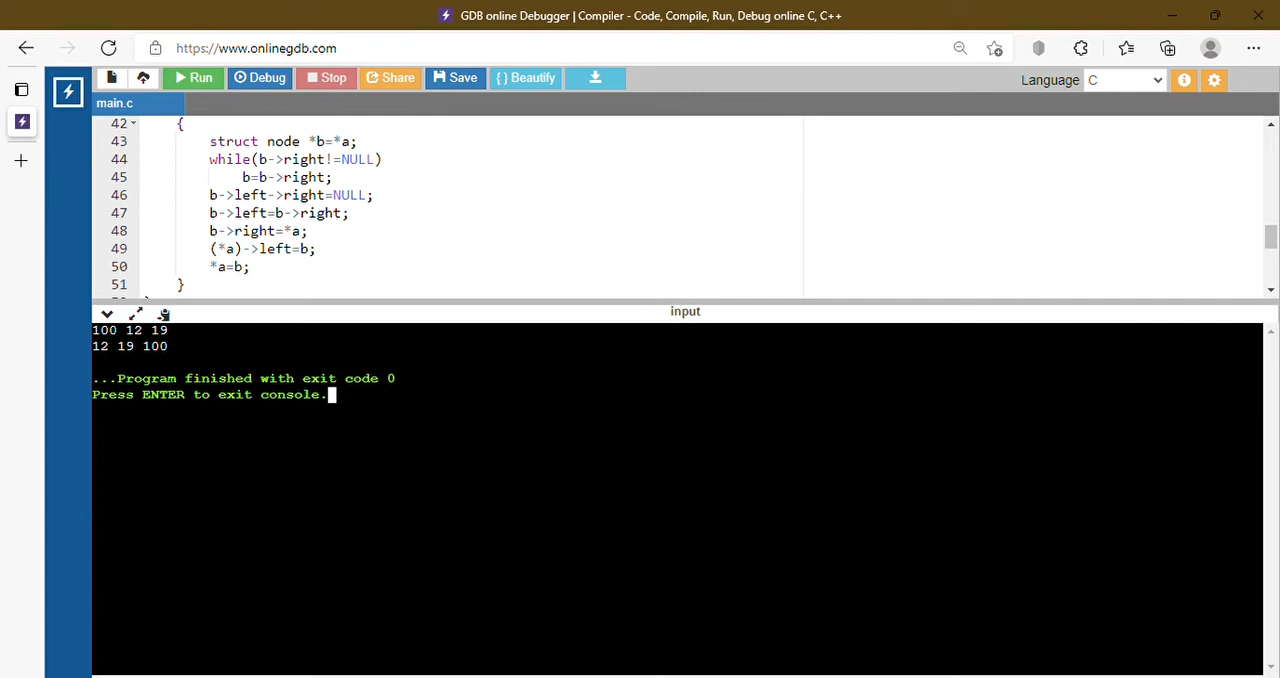 GDB online Debugger | Compiler - Code, Compile, Run, Debug online C, C++
https://www.onlinegdb.com
Run Debug Stop Share Save { } Beautify Language C
main.c
42 {
43 struct node *b=*a;
44 while(b->right!=NULL)
45 b=b->right;
46 b->left->right=NULL;
47 b->left=b->right;
48 b->right=*a;
49 (*a)->left=b;
50 *a=b;
51 }
input
100 12 19
12 19 100
...Program finished with exit code 0
Press ENTER to exit console.